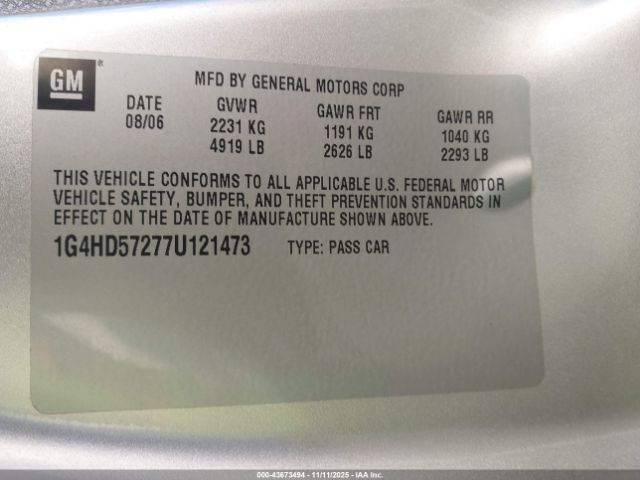 GM®
MFD BY GENERAL MOTORS CORP
DATE GVWR GAWR FRT GAWR RR
08/06 2231 KG 1191 KG 1040 KG
4919 LB 2626 LB 2293 LB
THIS VEHICLE CONFORMS TO ALL APPLICABLE U.S. FEDERAL MOTOR
VEHICLE SAFETY, BUMPER, AND THEFT PREVENTION STANDARDS IN
EFFECT ON THE DATE OF MANUFACTURE SHOWN ABOVE.
1G4HD57277U121473 TYPE: PASS CAR
000-43673494 - 11/11/2025 - IAA Inc.